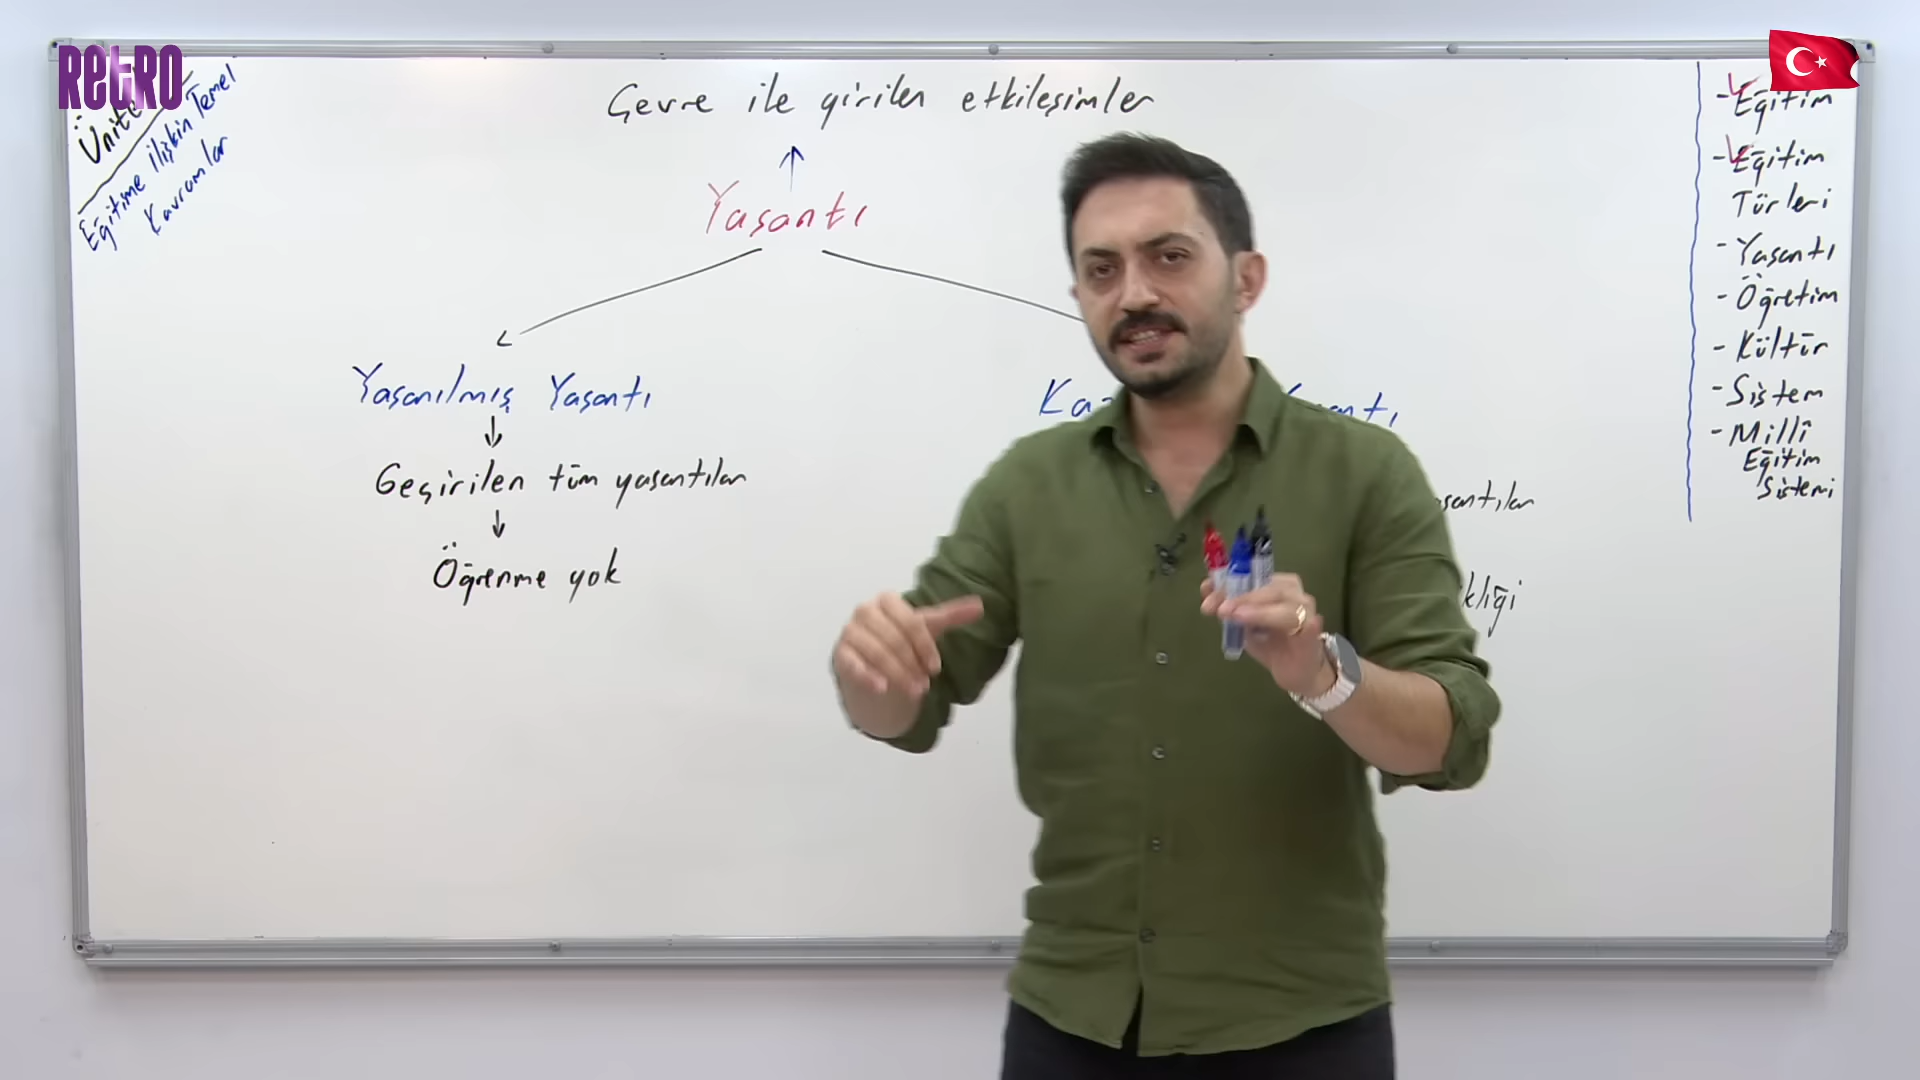 RETRO
Ünite
Eğitime ilişkin Temel
Kavramlar
Çevre ile girilen etkileşimler
Yaşantı
Yaşanılmış Yaşantı
Geçirilen tüm yaşantılar
Öğrenme yok
- Eğitim
- Eğitim
Türleri
- Yaşantı
- Öğretim
- Kültür
- Sistem
- Millî
Eğitim
Sistemi